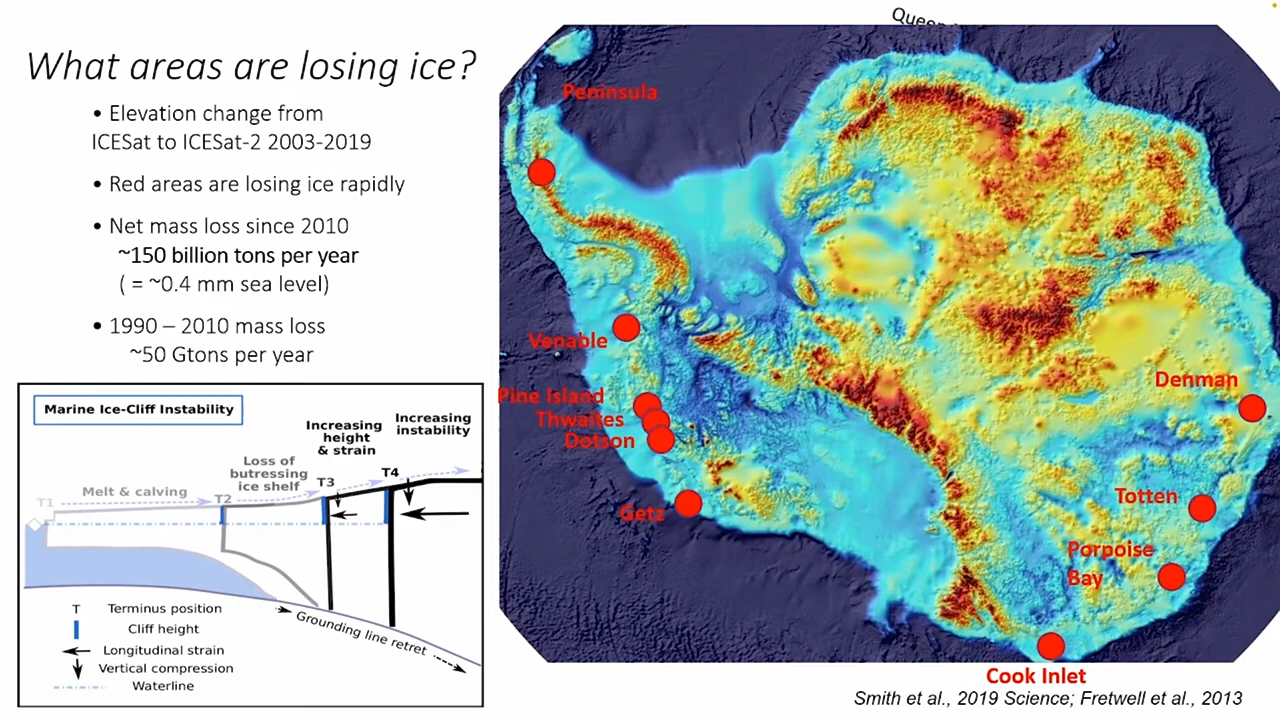 What areas are losing ice?
• Elevation change from
ICESat to ICESat-2 2003-2019
• Red areas are losing ice rapidly
• Net mass loss since 2010
~150 billion tons per year
( = ~0.4 mm sea level)
• 1990 – 2010 mass loss
~50 Gtons per year
Marine Ice-Cliff Instability
Increasing
instability
Increasing
height
& strain
Loss of
butressing
ice shelf
Melt & calving
T1
T2
T3
T4
T Terminus position
Cliff height
Longitudinal strain
Vertical compression
Waterline
Grounding line retret
Peninsula
Venable
Pine Island
Thwaites
Dotson
Getz
Denman
Totten
Porpoise
Bay
Cook Inlet
Smith et al., 2019 Science; Fretwell et al., 2013